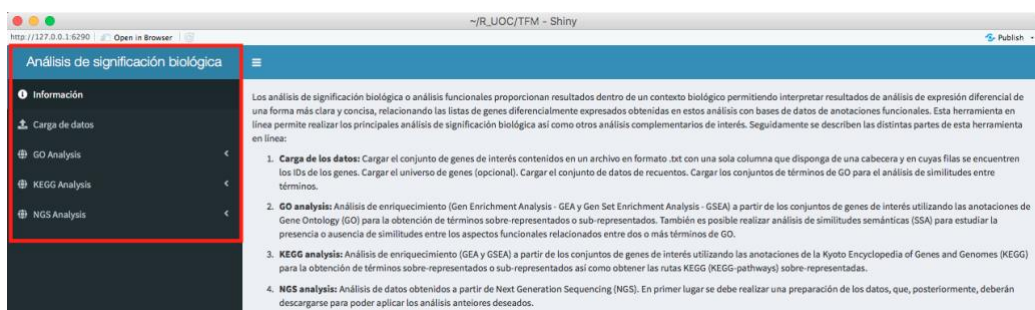 ~/R_UOC/TFM - Shiny
http://127.0.0.1:6290 Open in Browser Publish
Análisis de significación biológica
Información
Carga de datos
GO Analysis
KEGG Analysis
NGS Analysis
Los análisis de significación biológica o análisis funcionales proporcionan resultados dentro de un contexto biológico permitiendo interpretar resultados de análisis de expresión diferencial de
una forma más clara y concisa, relacionando las listas de genes diferencialmente expresados obtenidas en estos análisis con bases de datos de anotaciones funcionales. Esta herramienta en
línea permite realizar los principales análisis de significación biológica así como otros análisis complementarios de interés. Seguidamente se describen las distintas partes de esta herramienta
en línea:
1. Carga de los datos: Cargar el conjunto de genes de interés contenidos en un archivo en formato .txt con una sola columna que disponga de una cabecera y en cuyas filas se encuentren
los IDs de los genes. Cargar el universo de genes (opcional). Cargar el conjunto de datos de recuentos. Cargar los conjuntos de términos de GO para el análisis de similitudes entre
términos.
2. GO analysis: Análisis de enriquecimiento (Gen Enrichment Analysis - GEA y Gen Set Enrichment Analysis - GSEA) a partir de los conjuntos de genes de interés utilizando las anotaciones de
Gene Ontology (GO) para la obtención de términos sobre-representados o sub-representados. También es posible realizar análisis de similitudes semánticas (SSA) para estudiar la
presencia o ausencia de similitudes entre los aspectos funcionales relacionados entre dos o más términos de GO.
3. KEGG analysis: Análisis de enriquecimiento (GEA y GSEA) a partir de los conjuntos de genes de interés utilizando las anotaciones de la Kyoto Encyclopedia of Genes and Genomes (KEGG)
para la obtención de términos sobre-representados o sub-representados así como obtener las rutas KEGG (KEGG-pathways) sobre-representadas.
4. NGS analysis: Análisis de datos obtenidos a partir de Next Generation Sequencing (NGS). En primer lugar se debe realizar una preparación de los datos, que, posteriormente, deberán
descargarse para poder aplicar los análisis anteiores deseados.